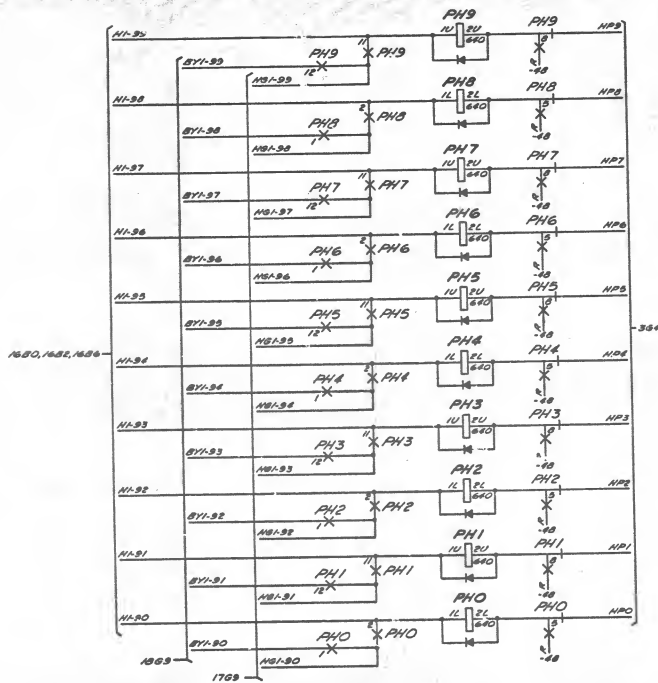 PH9
H1-99 11 1U 2U PH9 HP9
BY1-99 PH9 PH9 640 8
12 -R
HG1-99 -48
PH8
H1-98 2 1L 2L PH8 HP8
BY1-98 PH8 PH8 640 5
1 -R
HG1-98 -48
PH7
H1-97 11 1U 2U PH7 HP7
BY1-97 PH7 PH7 640 8
12 -R
HG1-97 -48
PH6
H1-96 2 1L 2L PH6 HP6
BY1-96 PH6 PH6 640 5
1 -R
HG1-96 -48
PH5
H1-95 11 1U 2U PH5 HP5
BY1-95 PH5 PH5 640 8
12 -R
HG1-95 -48
1680,1682,1686 364
PH4
H1-94 2 1L 2L PH4 HP4
BY1-94 PH4 PH4 640 5
1 -R
HG1-94 -48
PH3
H1-93 11 1U 2U PH3 HP3
BY1-93 PH3 PH3 640 8
12
HG1-93 -48
PH2
H1-92 2 1L 2L PH2 HP2
BY1-92 PH2 PH2 640 5
1 -R
HG1-92 -48
PH1
H1-91 11 1U 2U PH1 HP1
BY1-91 PH1 PH1 640 8
12 -R
HG1-91 -48
PH0
H1-90 2 1L 2L PH0 HP0
BY1-90 PH0 PH0 640 5
1 -R
HG1-90 -48
18G9
17G9